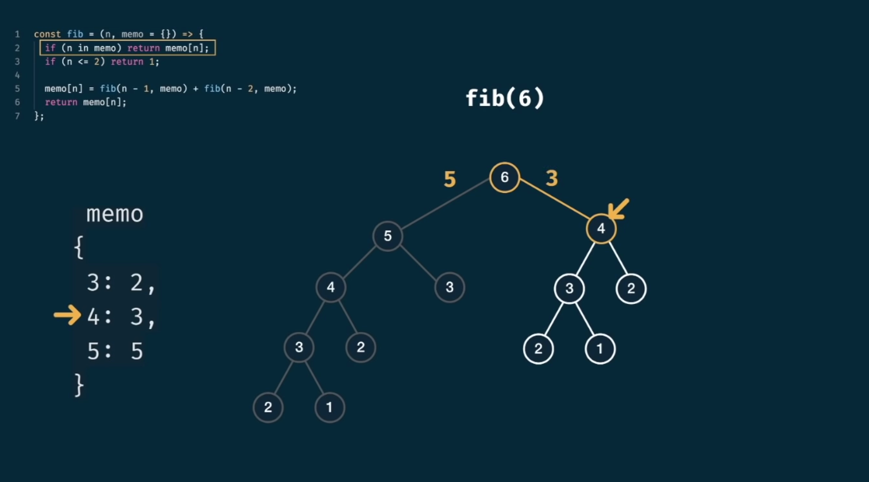 1 const fib = (n, memo = {}) => {
2 if (n in memo) return memo[n];
3 if (n <= 2) return 1;
4
5 memo[n] = fib(n - 1, memo) + fib(n - 2, memo);
6 return memo[n];
7 };
fib(6)
5 6 3
5 4
4 3 3 2
3 2 2 1
2 1
memo
{
3: 2,
4: 3,
5: 5
}